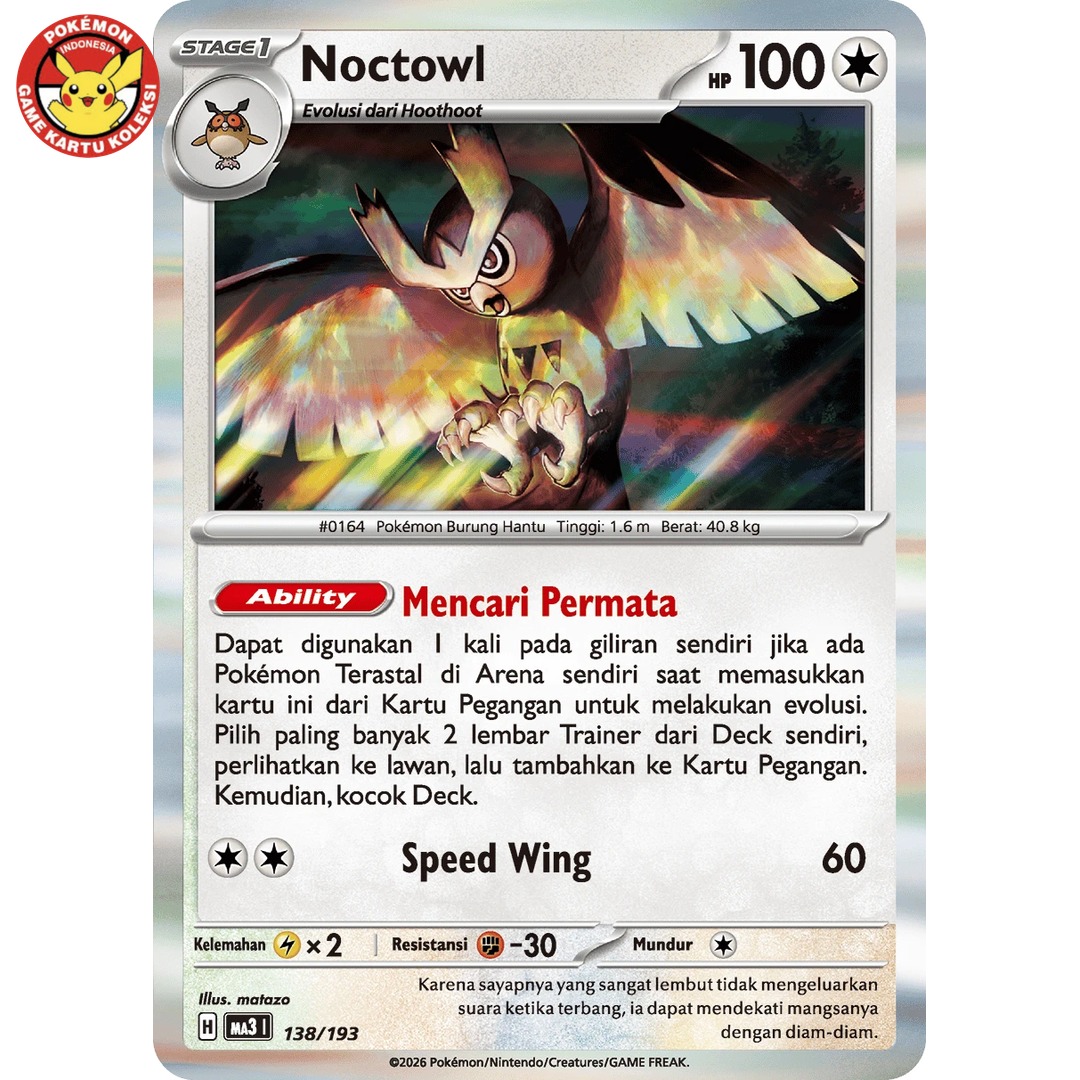 POKÉMON
INDONESIA
GAME KARTU KOLEKSI
STAGE 1
Noctowl
HP 100
Evolusi dari Hoothoot
#0164 Pokémon Burung Hantu Tinggi: 1.6 m Berat: 40.8 kg
Ability Mencari Permata
Dapat digunakan 1 kali pada giliran sendiri jika ada
Pokémon Terastal di Arena sendiri saat memasukkan
kartu ini dari Kartu Pegangan untuk melakukan evolusi.
Pilih paling banyak 2 lembar Trainer dari Deck sendiri,
perlihatkan ke lawan, lalu tambahkan ke Kartu Pegangan.
Kemudian, kocok Deck.
Speed Wing 60
Kelemahan ×2 Resistansi -30 Mundur
Karena sayapnya yang sangat lembut tidak mengeluarkan
suara ketika terbang, ia dapat mendekati mangsanya
dengan diam-diam.
Illus. matazo
H MA3 I 138/193
©2026 Pokémon/Nintendo/Creatures/GAME FREAK.